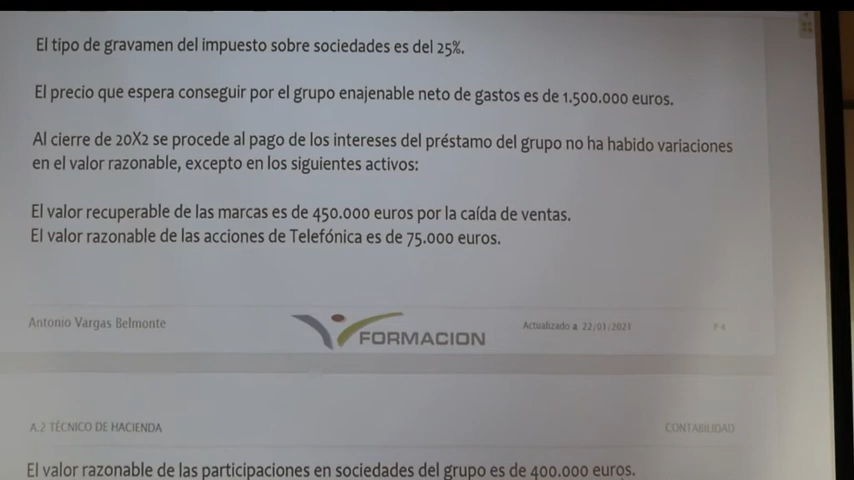 El tipo de gravamen del impuesto sobre sociedades es del 25%.
El precio que espera conseguir por el grupo enajenable neto de gastos es de 1.500.000 euros.
Al cierre de 20X2 se procede al pago de los intereses del préstamo del grupo no ha habido variaciones
en el valor razonable, excepto en los siguientes activos:
El valor recuperable de las marcas es de 450.000 euros por la caída de ventas.
El valor razonable de las acciones de Telefónica es de 75.000 euros.
Antonio Vargas Belmonte
FORMACION
Actualizado a 22/01/2021
P 4
A.2 TÉCNICO DE HACIENDA
CONTABILIDAD
El valor razonable de las participaciones en sociedades del grupo es de 400.000 euros.